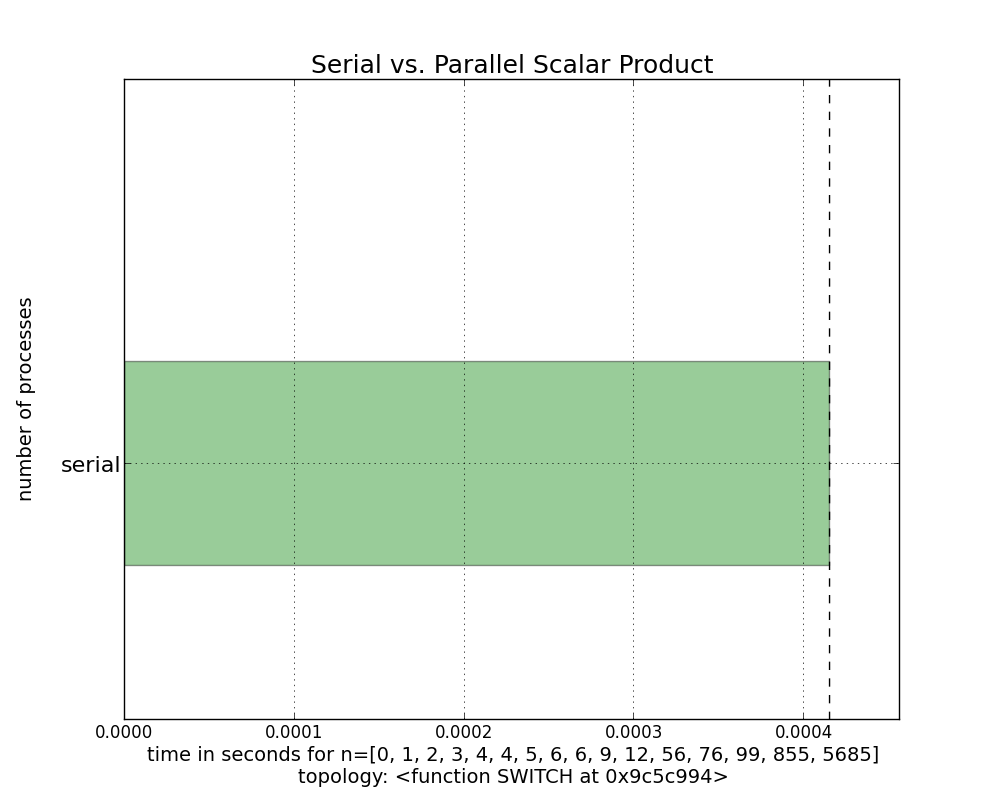 Serial vs. Parallel Scalar Product
number of processes
serial
0.0000 0.0001 0.0002 0.0003 0.0004
time in seconds for n=[0, 1, 2, 3, 4, 4, 5, 6, 6, 9, 12, 56, 76, 99, 855, 5685]
topology: <function SWITCH at 0x9c5c994>